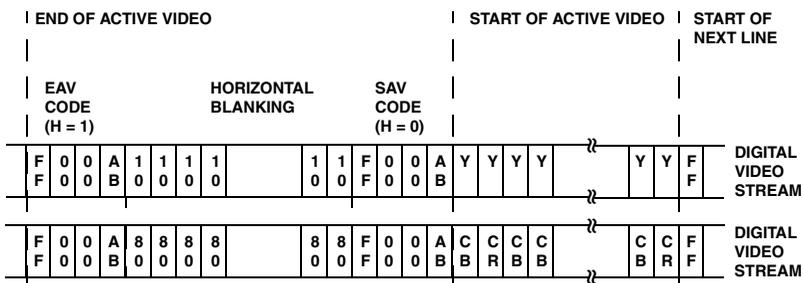 END OF ACTIVE VIDEO START OF ACTIVE VIDEO START OF
NEXT LINE
EAV HORIZONTAL SAV
CODE BLANKING CODE
(H = 1) (H = 0)
F 0 0 A 1 1 1 1 1 1 F 0 0 A Y Y Y Y Y Y F DIGITAL
F 0 0 B 0 0 0 0 0 0 F 0 0 B F VIDEO
STREAM
F 0 0 A 8 8 8 8 8 8 F 0 0 A C C C C C C F DIGITAL
F 0 0 B 0 0 0 0 0 0 F 0 0 B B R B B B R F VIDEO
STREAM